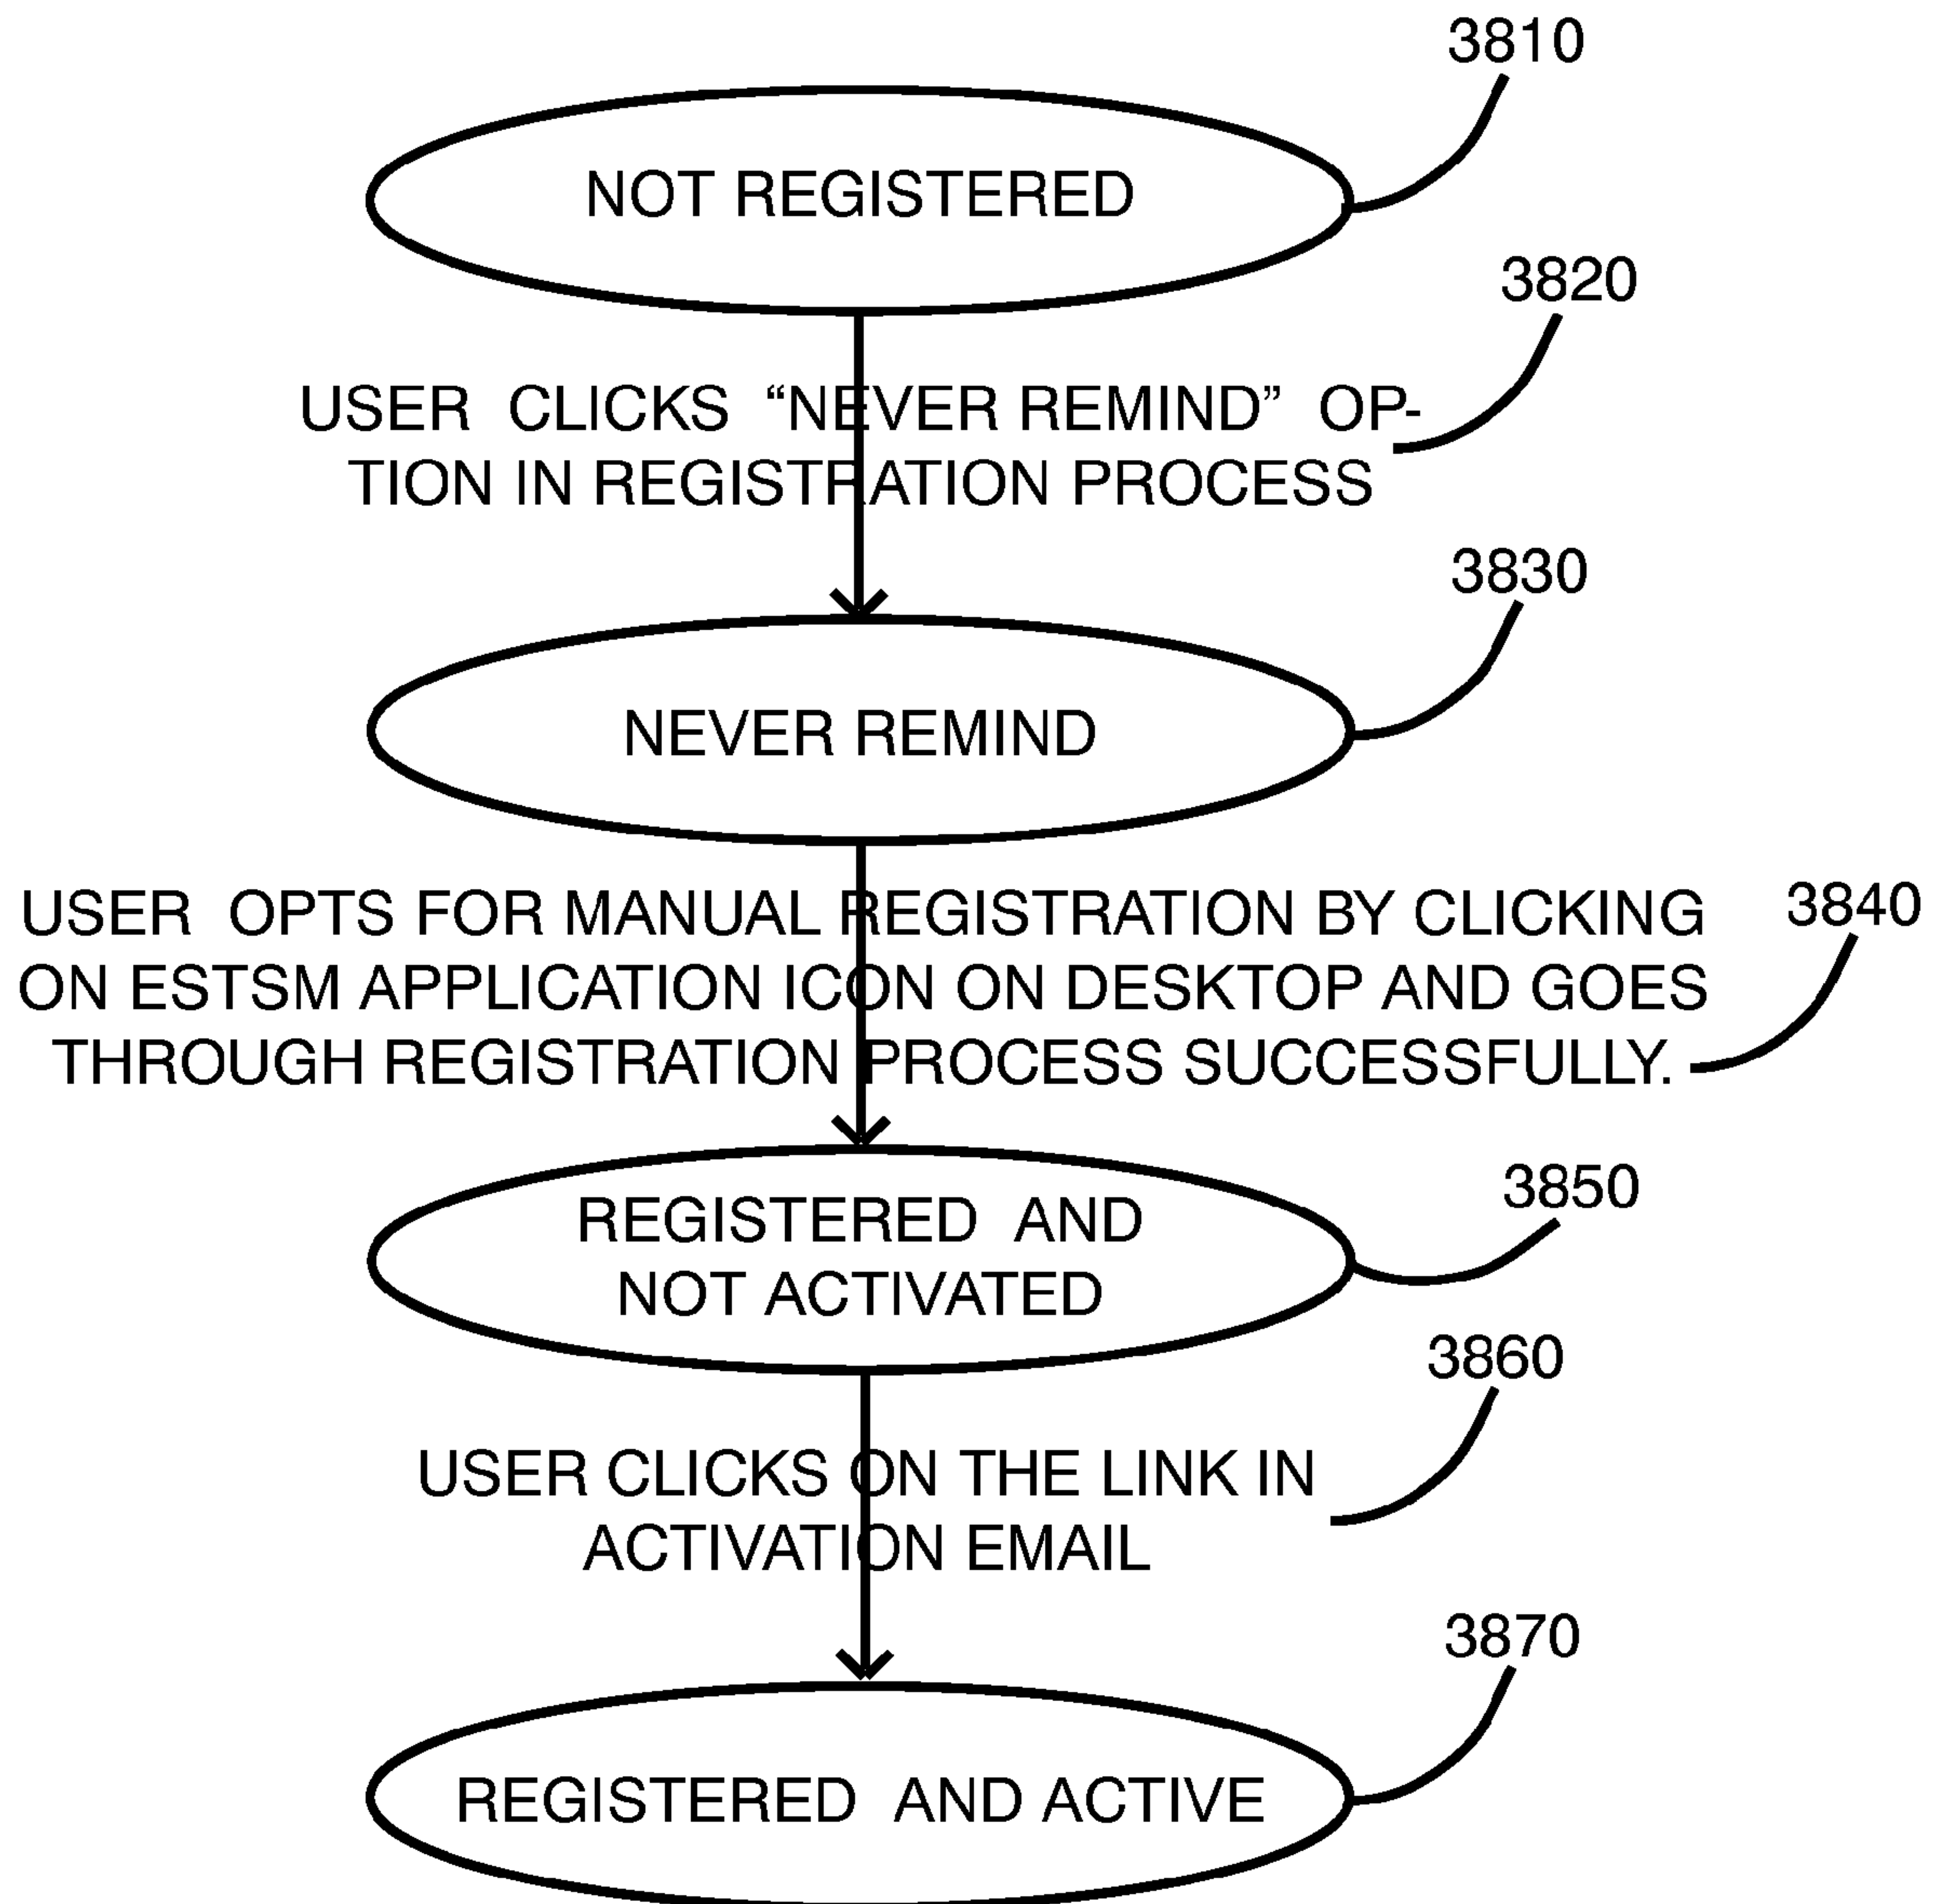 3810
NOT REGISTERED
3820
USER CLICKS “NEVER REMIND” OP-
TION IN REGISTRATION PROCESS
3830
NEVER REMIND
USER OPTS FOR MANUAL REGISTRATION BY CLICKING
3840
ON ESTSM APPLICATION ICON ON DESKTOP AND GOES
THROUGH REGISTRATION PROCESS SUCCESSFULLY.
3850
REGISTERED AND
NOT ACTIVATED
3860
USER CLICKS ON THE LINK IN
ACTIVATION EMAIL
3870
REGISTERED AND ACTIVE